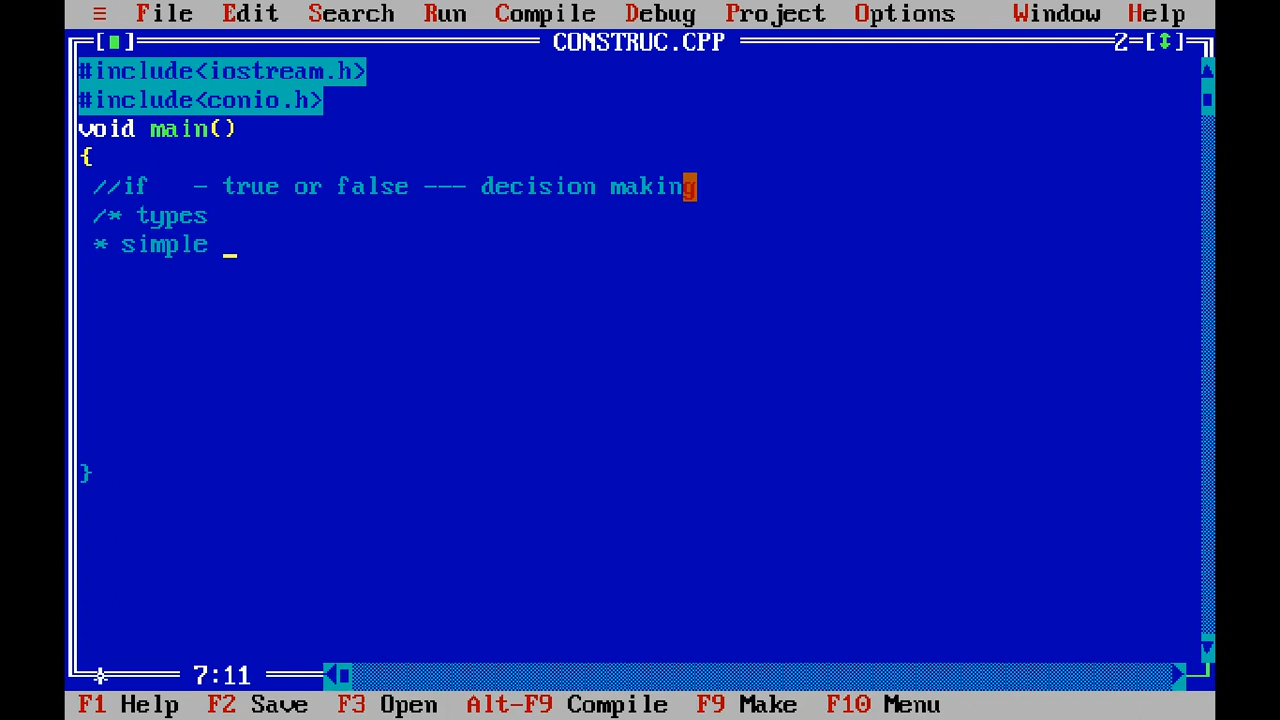 ≡ File Edit Search Run Compile Debug Project Options Window Help
[■] CONSTRUC.CPP 2=[↕]
#include<iostream.h>
#include<conio.h>
void main()
{
//if - true or false --- decision making
/* types
* simple _
}
7:11
F1 Help F2 Save F3 Open Alt-F9 Compile F9 Make F10 Menu